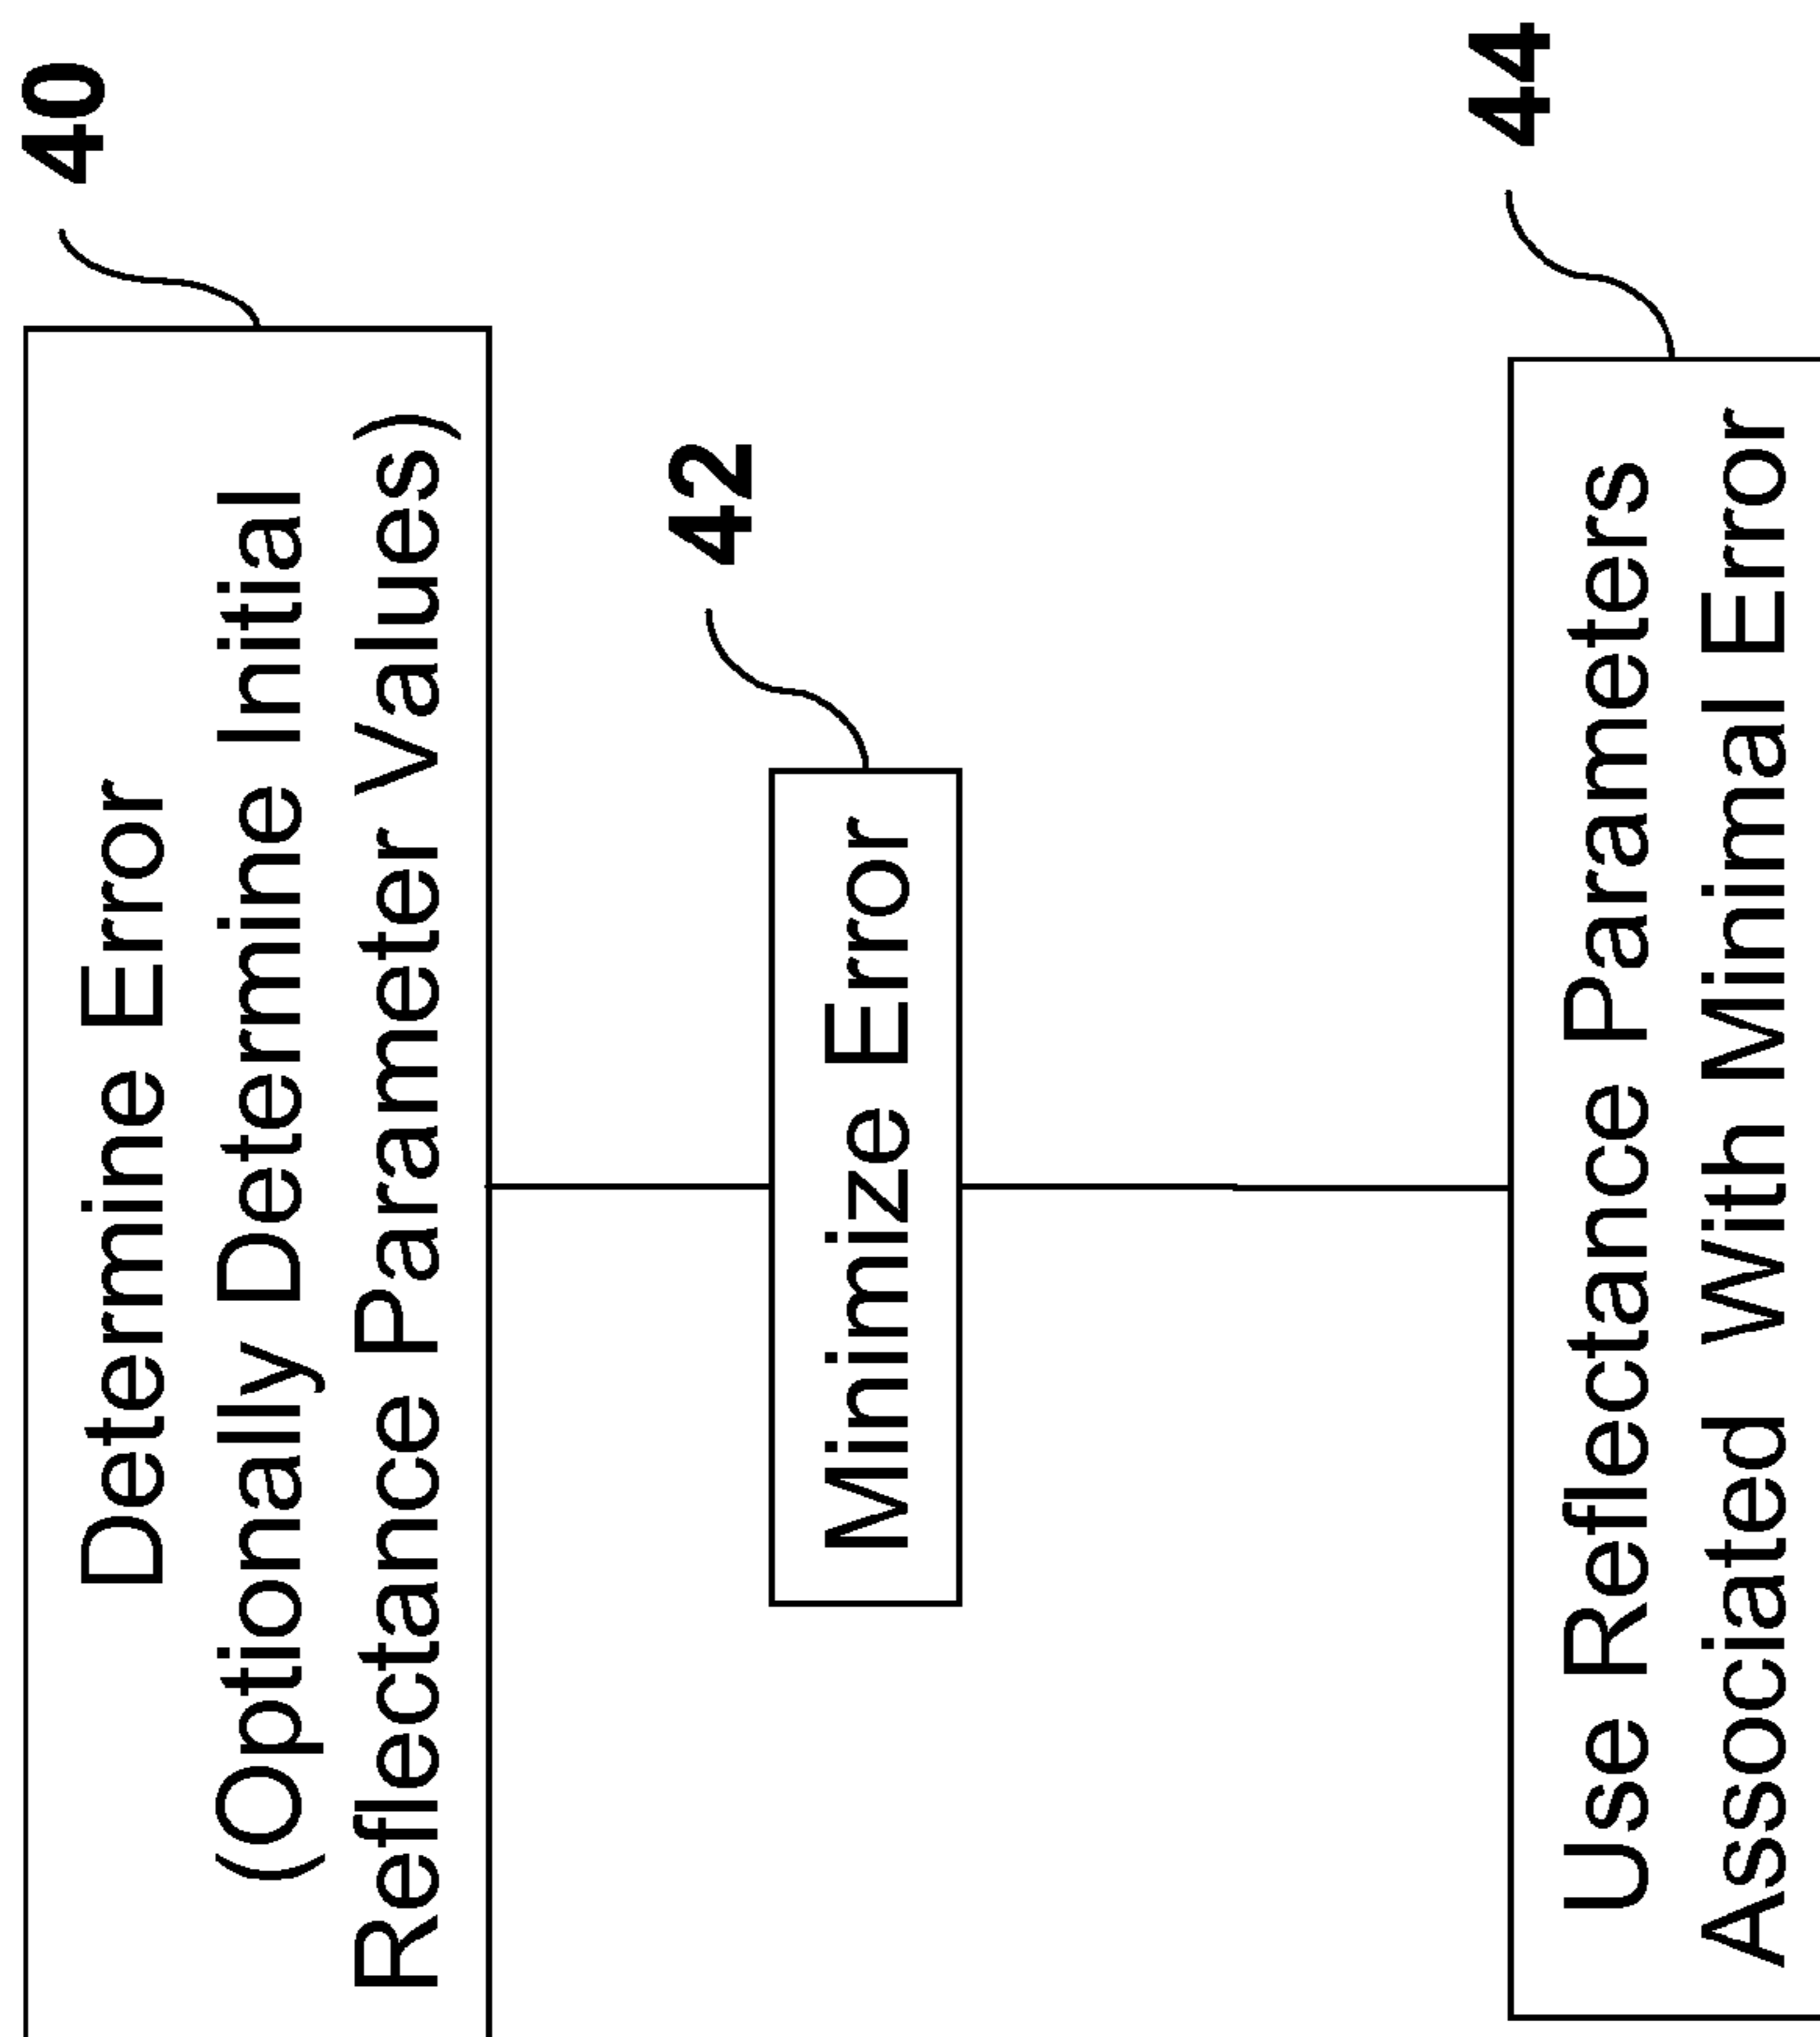 40
Determine Error
(Optionally Determine Initial
Reflectance Parameter Values)
42
Minimize Error
44
Use Reflectance Parameters
Associated With Minimal Error